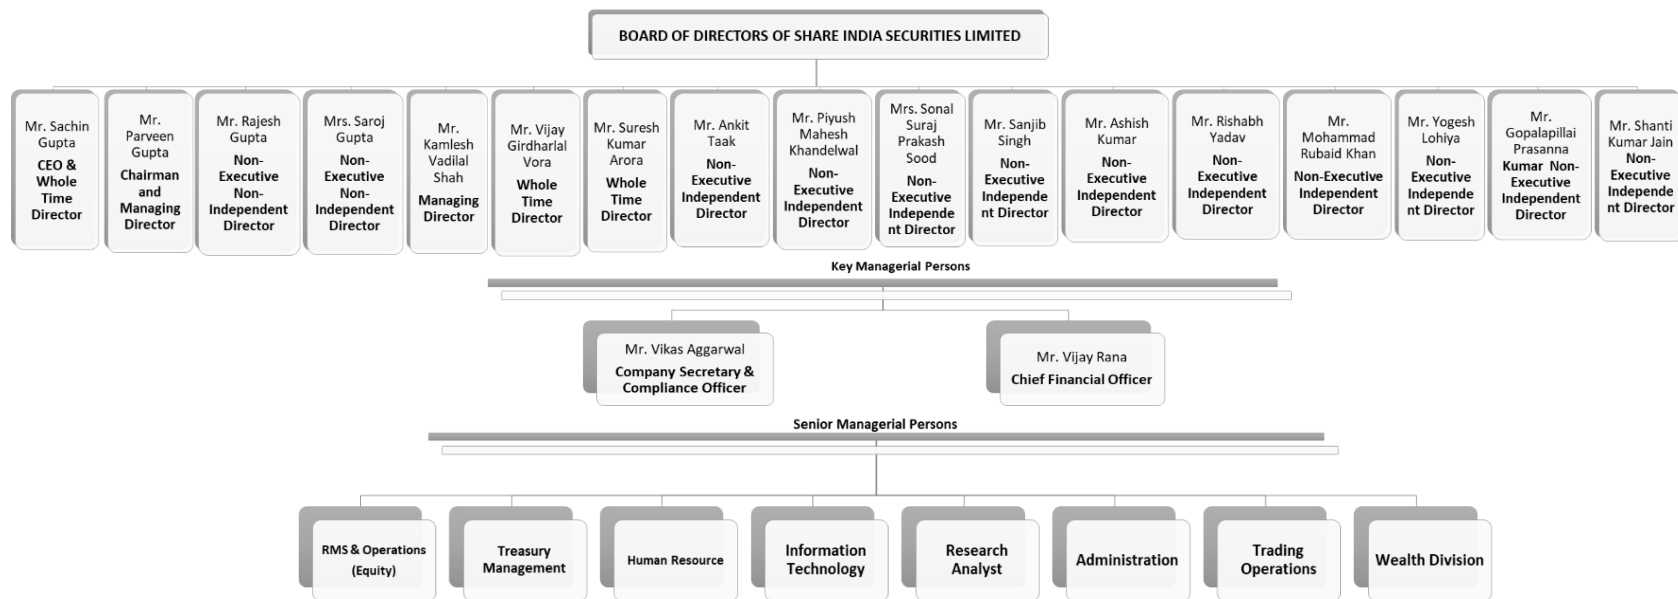 BOARD OF DIRECTORS OF SHARE INDIA SECURITIES LIMITED
Mr. Sachin
Gupta
CEO &
Whole
Time
Director
Mr.
Parveen
Gupta
Chairman
and
Managing
Director
Mr. Rajesh
Gupta
Non-
Executive
Non-
Independent
Director
Mrs. Saroj
Gupta
Non-
Executive
Non-
Independent
Director
Mr.
Kamlesh
Vadilal
Shah
Managing
Director
Mr. Vijay
Girdharlal
Vora
Whole
Time
Director
Mr. Suresh
Kumar
Arora
Whole
Time
Director
Mr. Ankit
Taak
Non-
Executive
Independent
Director
Mr. Piyush
Mahesh
Khandelwal
Non-
Executive
Independent
Director
Mrs. Sonal
Suraj
Prakash
Sood
Non-
Executive
Independe
nt Director
Mr. Sanjib
Singh
Non-
Executive
Independe
nt Director
Mr. Ashish
Kumar
Non-
Executive
Independent
Director
Mr. Rishabh
Yadav
Non-
Executive
Independent
Director
Mr.
Mohammad
Rubaid Khan
Non-Executive
Independent
Director
Mr. Yogesh
Lohiya
Non-
Executive
Independe
nt Director
Mr.
Gopalapillai
Prasanna
Kumar Non-
Executive
Independent
Director
Mr. Shanti
Kumar Jain
Non-
Executive
Independe
nt Director
Key Managerial Persons
Mr. Vikas Aggarwal
Company Secretary &
Compliance Officer
Mr. Vijay Rana
Chief Financial Officer
Senior Managerial Persons
RMS & Operations
(Equity)
Treasury
Management
Human Resource
Information
Technology
Research
Analyst
Administration
Trading
Operations
Wealth Division